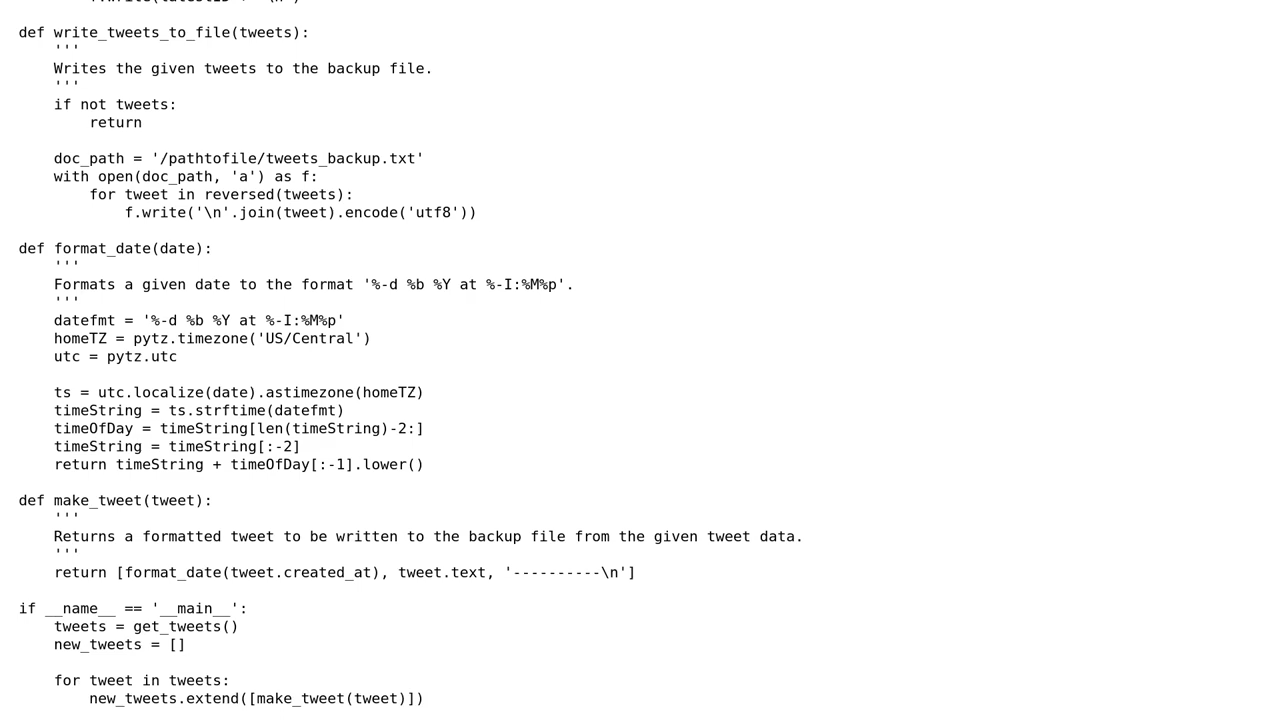 def write_tweets_to_file(tweets):
    '''
    Writes the given tweets to the backup file.
    '''
    if not tweets:
        return

    doc_path = '/pathtofile/tweets_backup.txt'
    with open(doc_path, 'a') as f:
        for tweet in reversed(tweets):
            f.write('\n'.join(tweet).encode('utf8'))

def format_date(date):
    '''
    Formats a given date to the format '%-d %b %Y at %-I:%M%p'.
    '''
    datefmt = '%-d %b %Y at %-I:%M%p'
    homeTZ = pytz.timezone('US/Central')
    utc = pytz.utc

    ts = utc.localize(date).astimezone(homeTZ)
    timeString = ts.strftime(datefmt)
    timeOfDay = timeString[len(timeString)-2:]
    timeString = timeString[:-2]
    return timeString + timeOfDay[:-1].lower()

def make_tweet(tweet):
    '''
    Returns a formatted tweet to be written to the backup file from the given tweet data.
    '''
    return [format_date(tweet.created_at), tweet.text, '----------\n']

if __name__ == '__main__':
    tweets = get_tweets()
    new_tweets = []

    for tweet in tweets:
        new_tweets.extend([make_tweet(tweet)])